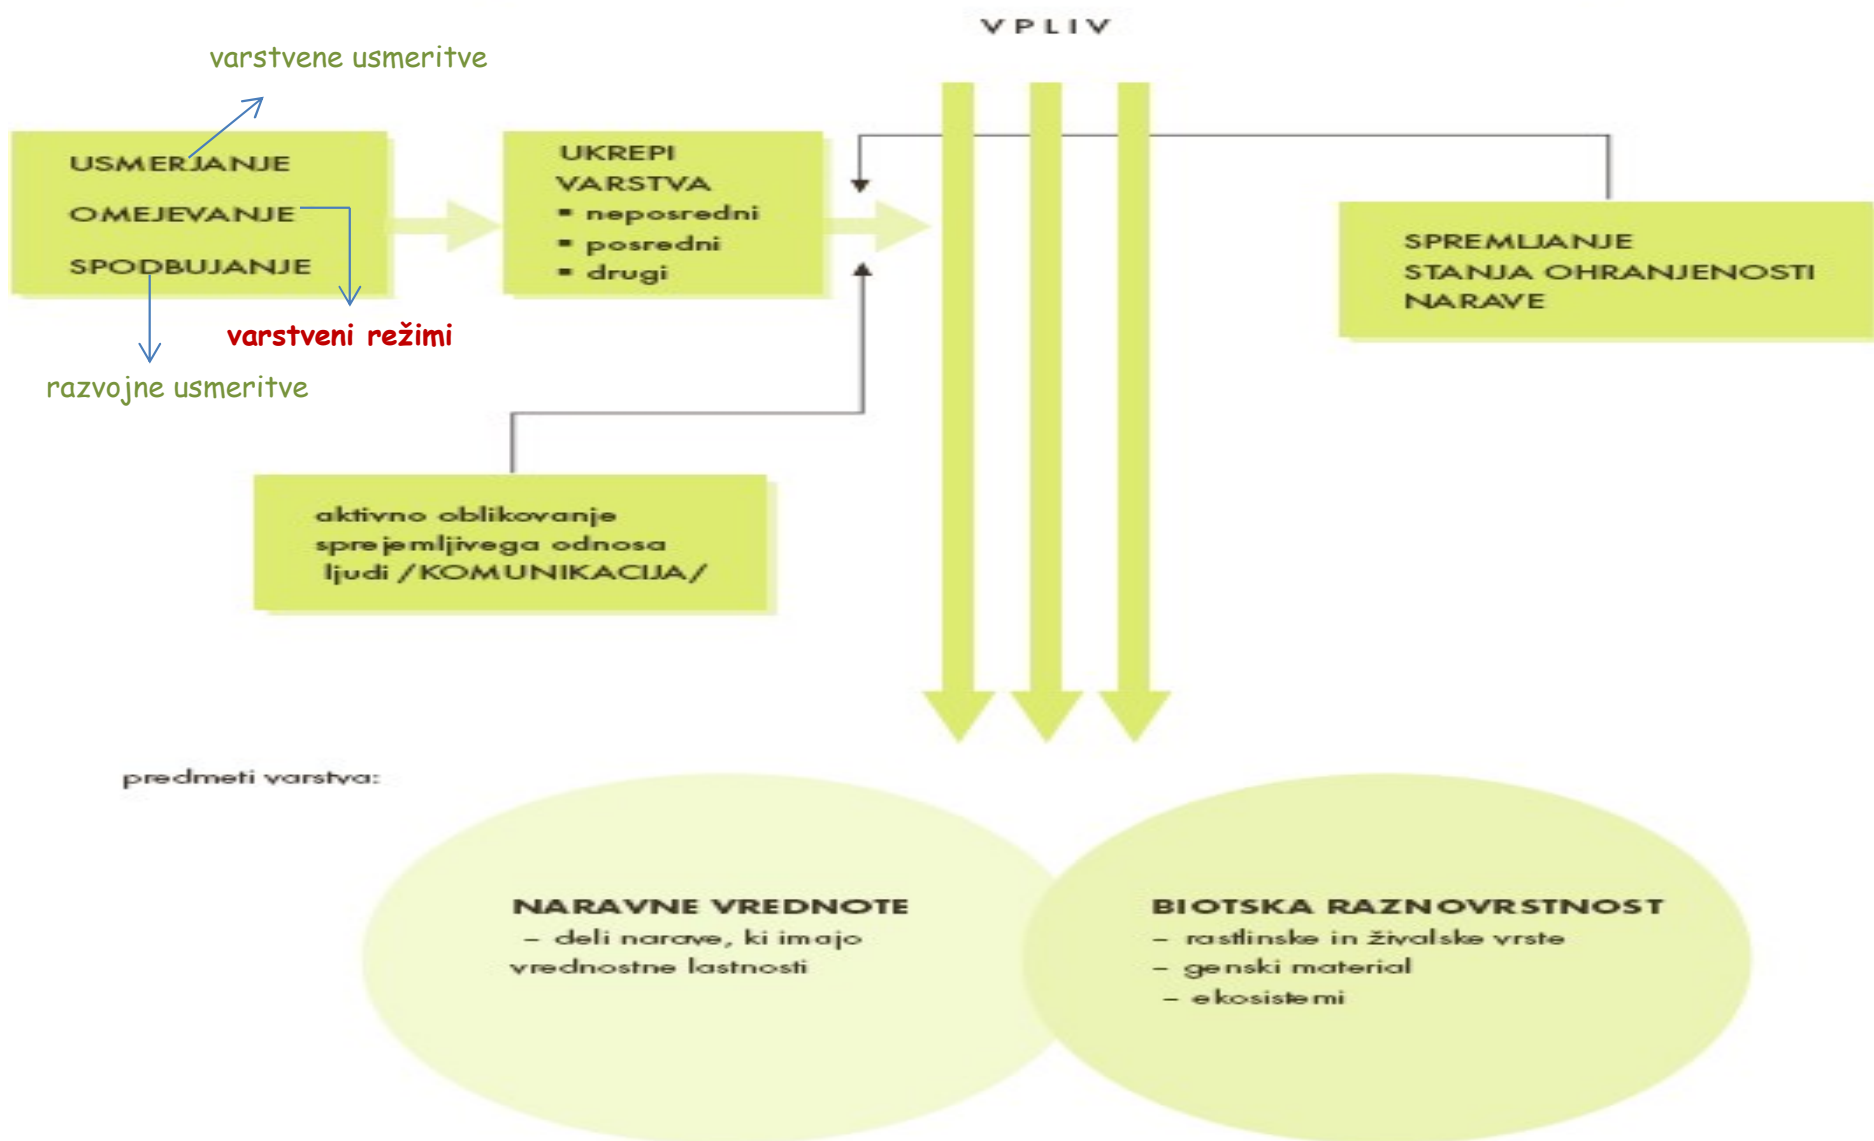 VPLIV
varstvene usmeritve
USMERJANJE
OMEJEVANJE
SPODBUJANJE
varstveni režimi
razvojne usmeritve
UKREPI
VARSTVA
▪ neposredni
▪ posredni
▪ drugi
SPREMLJANJE
STANJA OHRANJENOSTI
NARAVE
aktivno oblikovanje
sprejemljivega odnosa
ljudi /KOMUNIKACIJA/
predmeti varstva:
NARAVNE VREDNOTE
– deli narave, ki imajo
vrednostne lastnosti
BIOTSKA RAZNOVRSTNOST
– rastlinske in živalske vrste
– genski material
– ekosistemi